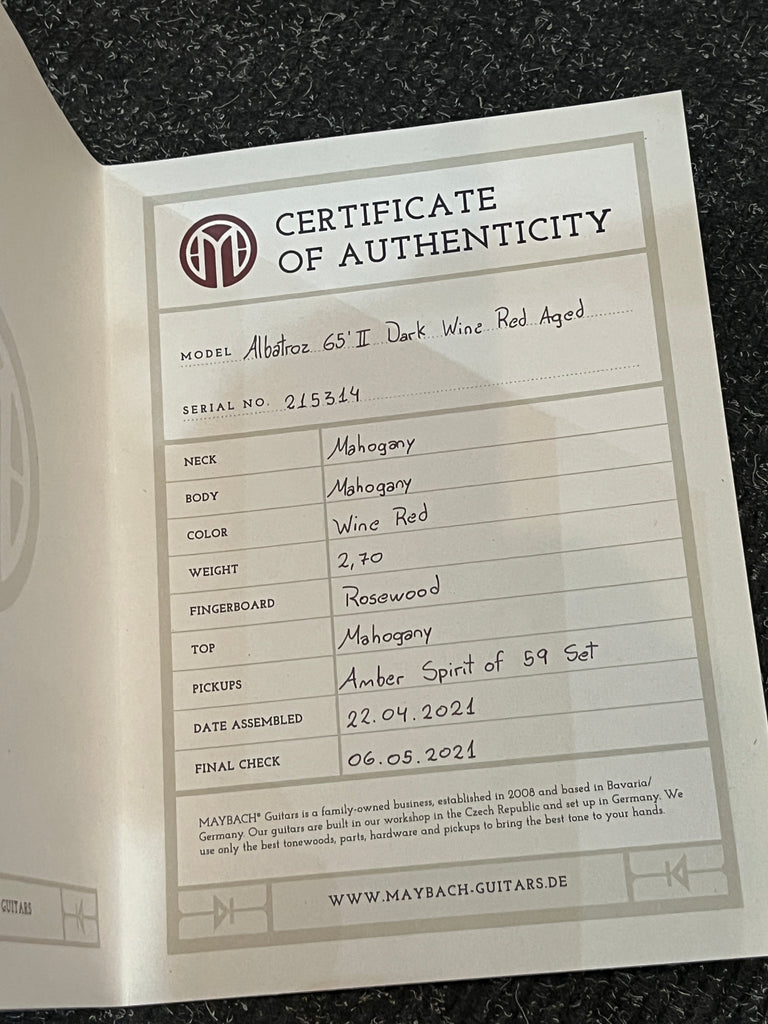 CERTIFICATE
OF AUTHENTICITY
MODEL Albatroz 65' II Dark Wine Red Aged
SERIAL NO. 215314
NECK Mahogany
BODY Mahogany
COLOR Wine Red
WEIGHT 2,70
FINGERBOARD Rosewood
TOP Mahogany
PICKUPS Amber Spirit of 59 Set
DATE ASSEMBLED 22.04.2021
FINAL CHECK 06.05.2021
MAYBACH® Guitars is a family-owned business, established in 2008 and based in Bavaria/
Germany. Our guitars are built in our workshop in the Czech Republic and set up in Germany. We
use only the best tonewoods, parts, hardware and pickups to bring the best tone to your hands.
WWW.MAYBACH-GUITARS.DE
GUITARS